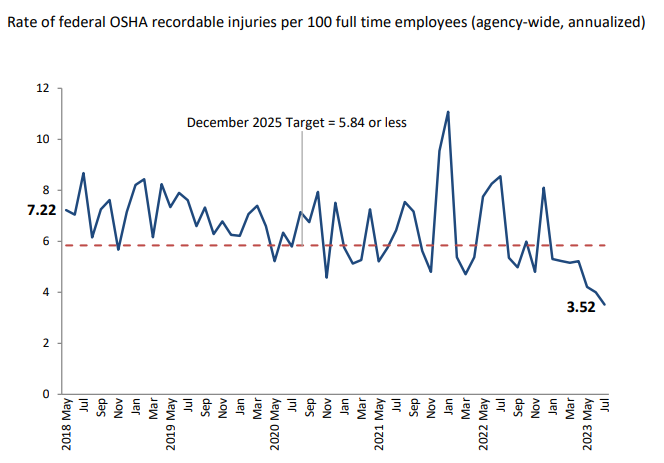 Rate of federal OSHA recordable injuries per 100 full time employees (agency-wide, annualized)
12
10
8
6
4
2
0
December 2025 Target = 5.84 or less
7.22
3.52
2018 May
Jul
Sep
Nov
Jan
Mar
2019 May
Jul
Sep
Nov
Jan
Mar
2020 May
Jul
Sep
Nov
Jan
Mar
2021 May
Jul
Sep
Nov
Jan
Mar
2022 May
Jul
Sep
Nov
Jan
Mar
2023 May
Jul